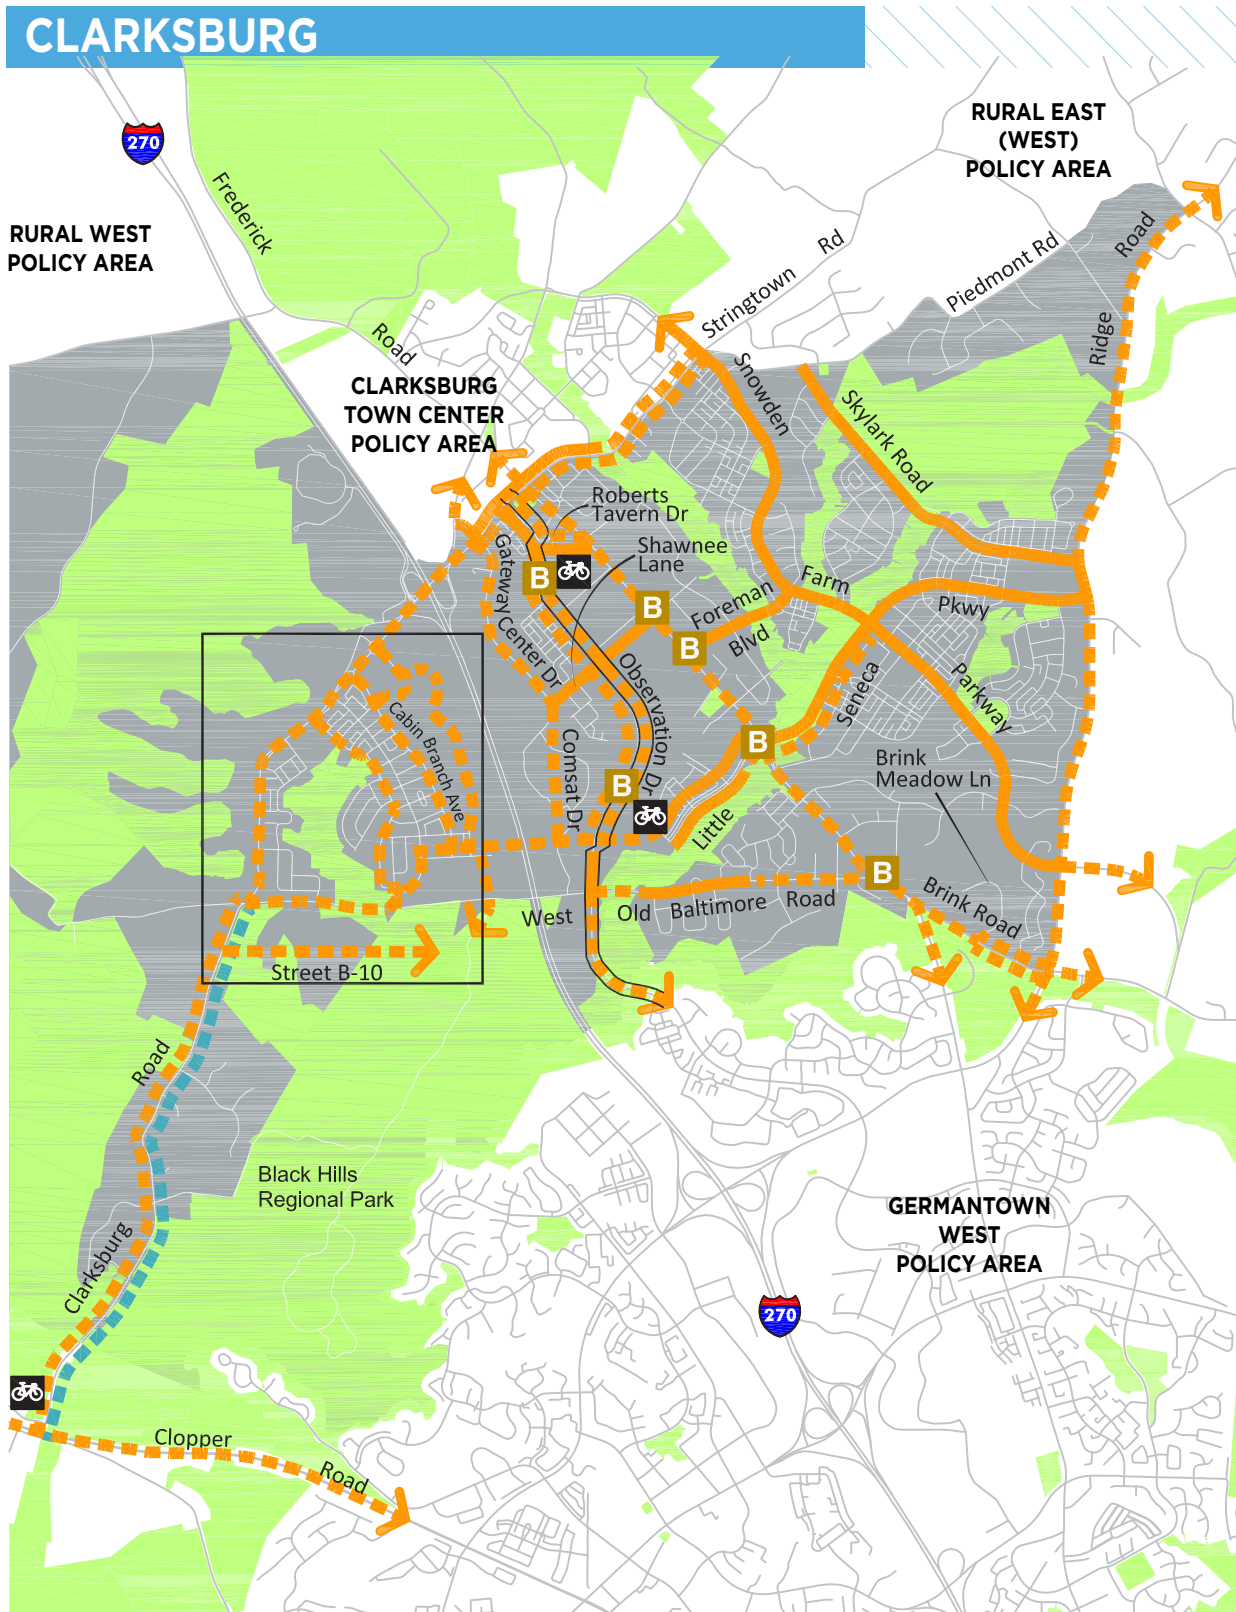 CLARKSBURG
270
RURAL EAST
(WEST)
POLICY AREA
Frederick
Road
RURAL WEST
POLICY AREA
Stringtown Rd
Piedmont Rd
Ridge Road
CLARKSBURG
TOWN CENTER
POLICY AREA
Snowden
Farm
Parkway
Skylark Road
Roberts
Tavern Dr
Shawnee
Lane
Gateway Center Dr
B
B
B
Foreman
Blvd
Pkwy
Seneca
Little
Observation Dr
Comsat Dr
Cabin Branch Ave
B
B
Brink
Meadow Ln
B
Brink Road
West Old Baltimore Road
Street B-10
Clarksburg Road
Black Hills
Regional Park
GERMANTOWN
WEST
POLICY AREA
270
Clopper
Road